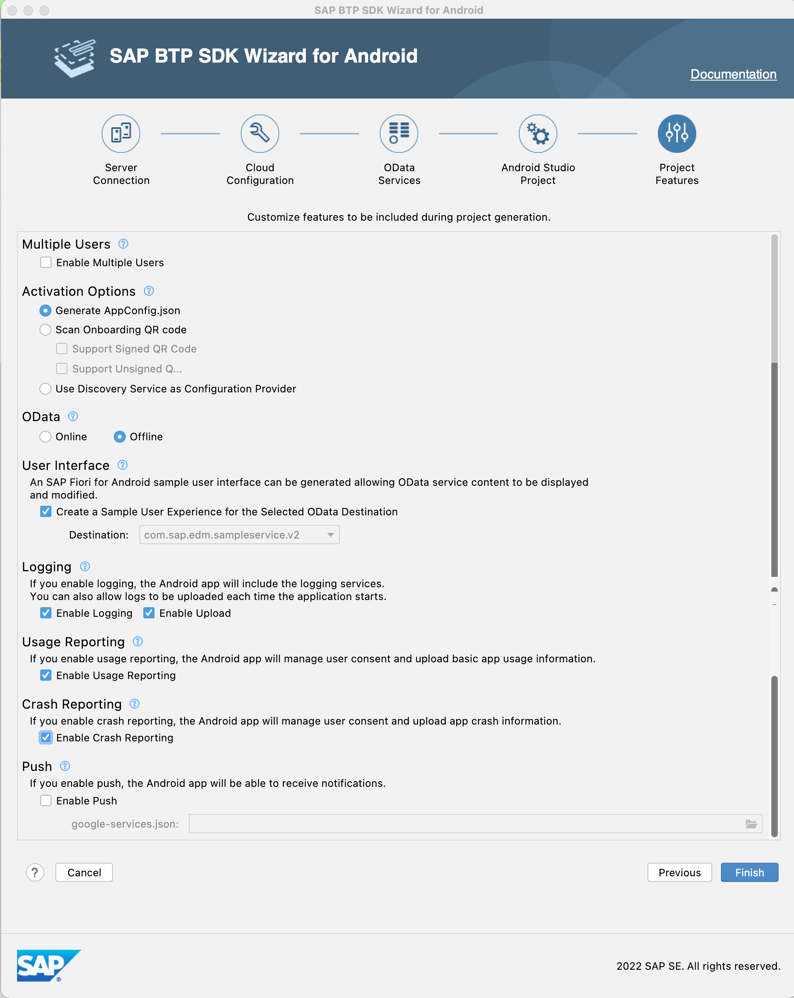 SAP BTP SDK Wizard for Android
SAP BTP SDK Wizard for Android
Documentation
Server
Connection
Cloud
Configuration
OData
Services
Android Studio
Project
Project
Features
Customize features to be included during project generation.
Multiple Users ?
Enable Multiple Users
Activation Options ?
Generate AppConfig.json
Scan Onboarding QR code
Support Signed QR Code
Support Unsigned Q...
Use Discovery Service as Configuration Provider
OData ?
Online Offline
User Interface ?
An SAP Fiori for Android sample user interface can be generated allowing OData service content to be displayed
and modified.
Create a Sample User Experience for the Selected OData Destination
Destination: com.sap.edm.sampleservice.v2
Logging ?
If you enable logging, the Android app will include the logging services.
You can also allow logs to be uploaded each time the application starts.
Enable Logging Enable Upload
Usage Reporting ?
If you enable usage reporting, the Android app will manage user consent and upload basic app usage information.
Enable Usage Reporting
Crash Reporting ?
If you enable crash reporting, the Android app will manage user consent and upload app crash information.
Enable Crash Reporting
Push ?
If you enable push, the Android app will be able to receive notifications.
Enable Push
google-services.json:
? Cancel Previous Finish
SAP ®
2022 SAP SE. All rights reserved.